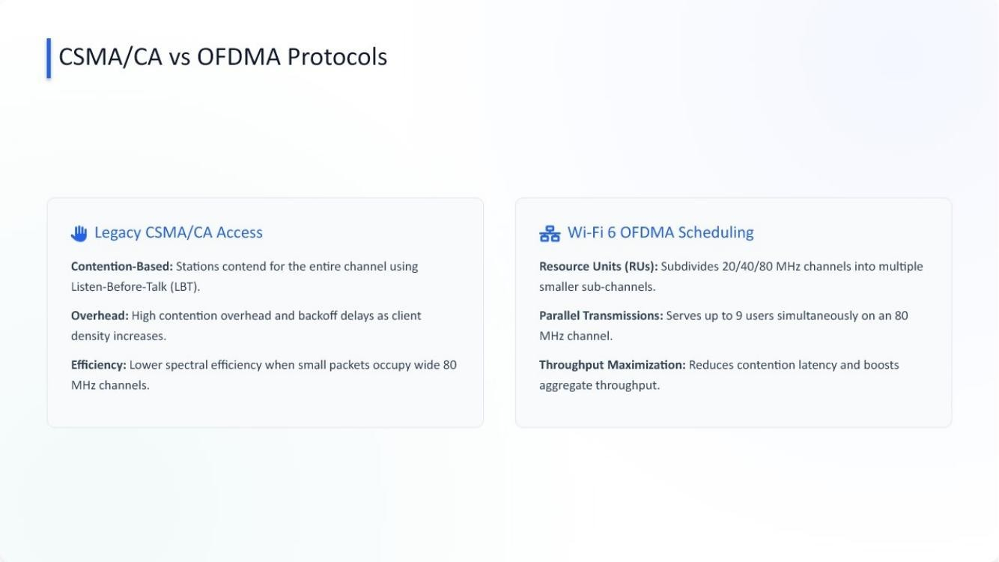 CSMA/CA vs OFDMA Protocols
Legacy CSMA/CA Access
Contention-Based: Stations contend for the entire channel using
Listen-Before-Talk (LBT).
Overhead: High contention overhead and backoff delays as client
density increases.
Efficiency: Lower spectral efficiency when small packets occupy wide 80
MHz channels.
Wi-Fi 6 OFDMA Scheduling
Resource Units (RUs): Subdivides 20/40/80 MHz channels into multiple
smaller sub-channels.
Parallel Transmissions: Serves up to 9 users simultaneously on an 80
MHz channel.
Throughput Maximization: Reduces contention latency and boosts
aggregate throughput.